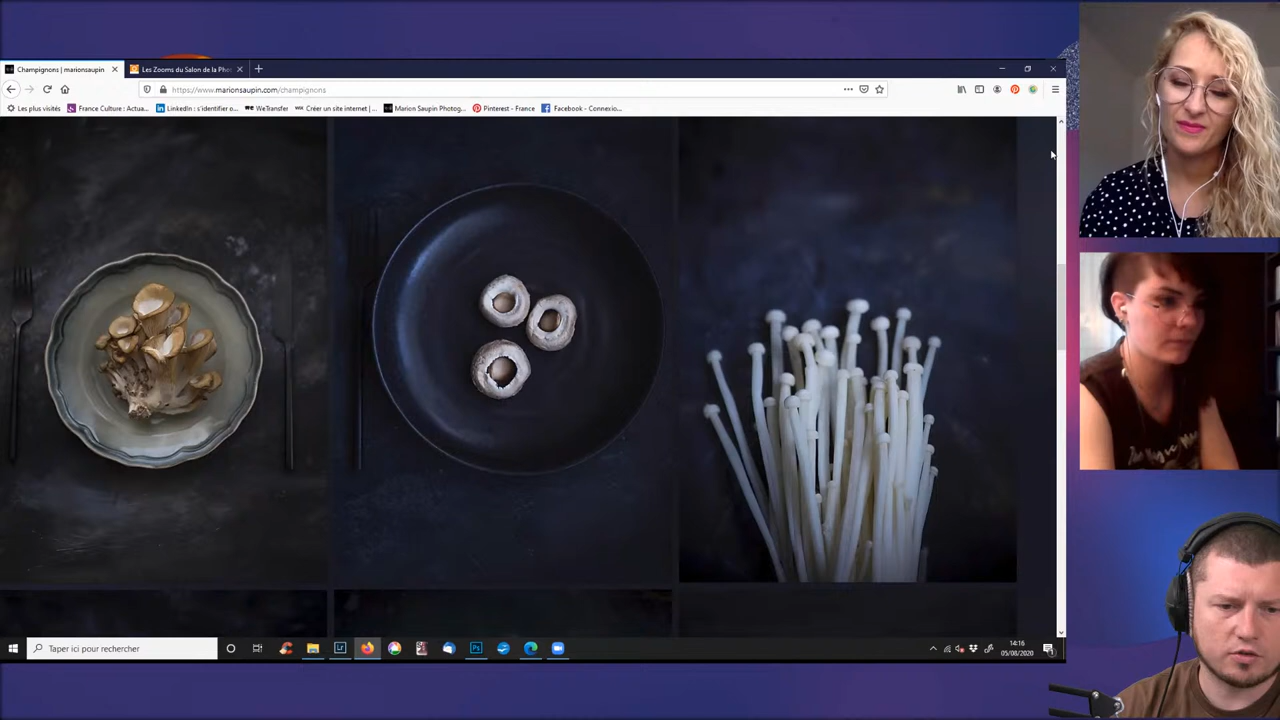 Champignons | marionsaupin
Les Zooms du Salon de la Phot
https://www.marionsaupin.com/champignons
Les plus visités
France Culture : Actua...
LinkedIn : s'identifier o...
WeTransfer
Créer un site internet |...
Marion Saupin Photog...
Pinterest - France
Facebook - Connexio...
Taper ici pour rechercher
14:16
05/08/2020